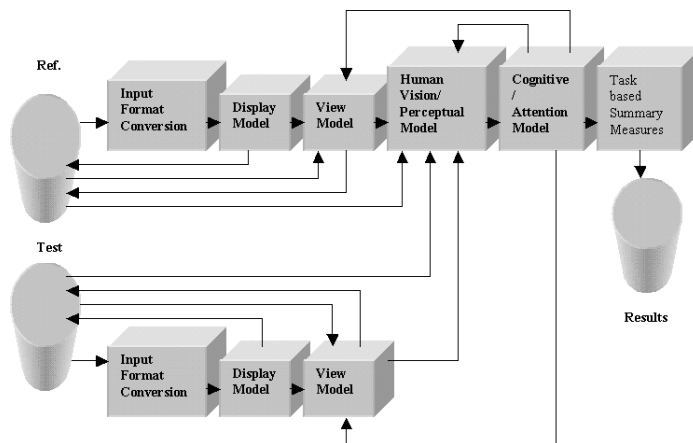 Ref.
Input
Format
Conversion
Display
Model
View
Model
Human
Vision/
Perceptual
Model
Cognitive
/
Attention
Model
Task
based
Summary
Measures
Test
Input
Format
Conversion
Display
Model
View
Model
Results